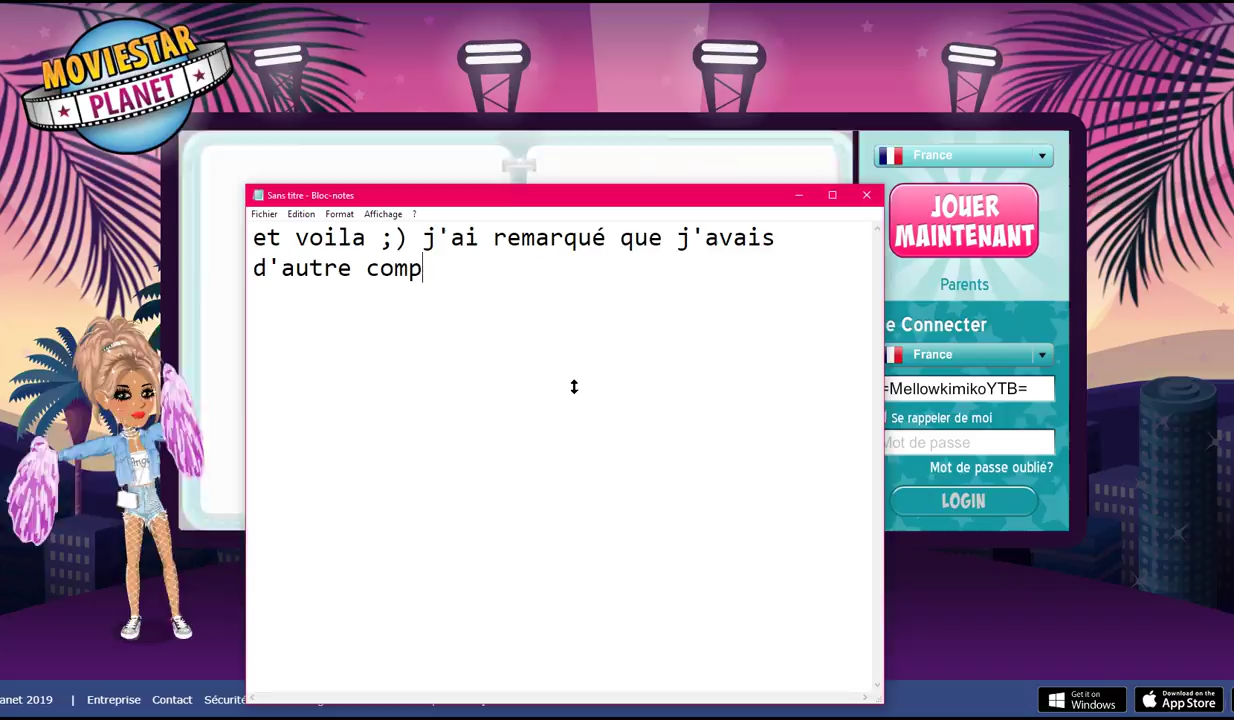 MOVIESTAR
PLANET
France
Sans titre - Bloc-notes
Fichier Edition Format Affichage ?
et voila ;) j'ai remarqué que j'avais
d'autre comp
JOUER
MAINTENANT
Parents
e Connecter
France
=MellowkimikoYTB=
Se rappeler de moi
Mot de passe
Mot de passe oublié?
LOGIN
anet 2019 | Entreprise Contact Sécurité
Get it on
Windows
Download on the
App Store